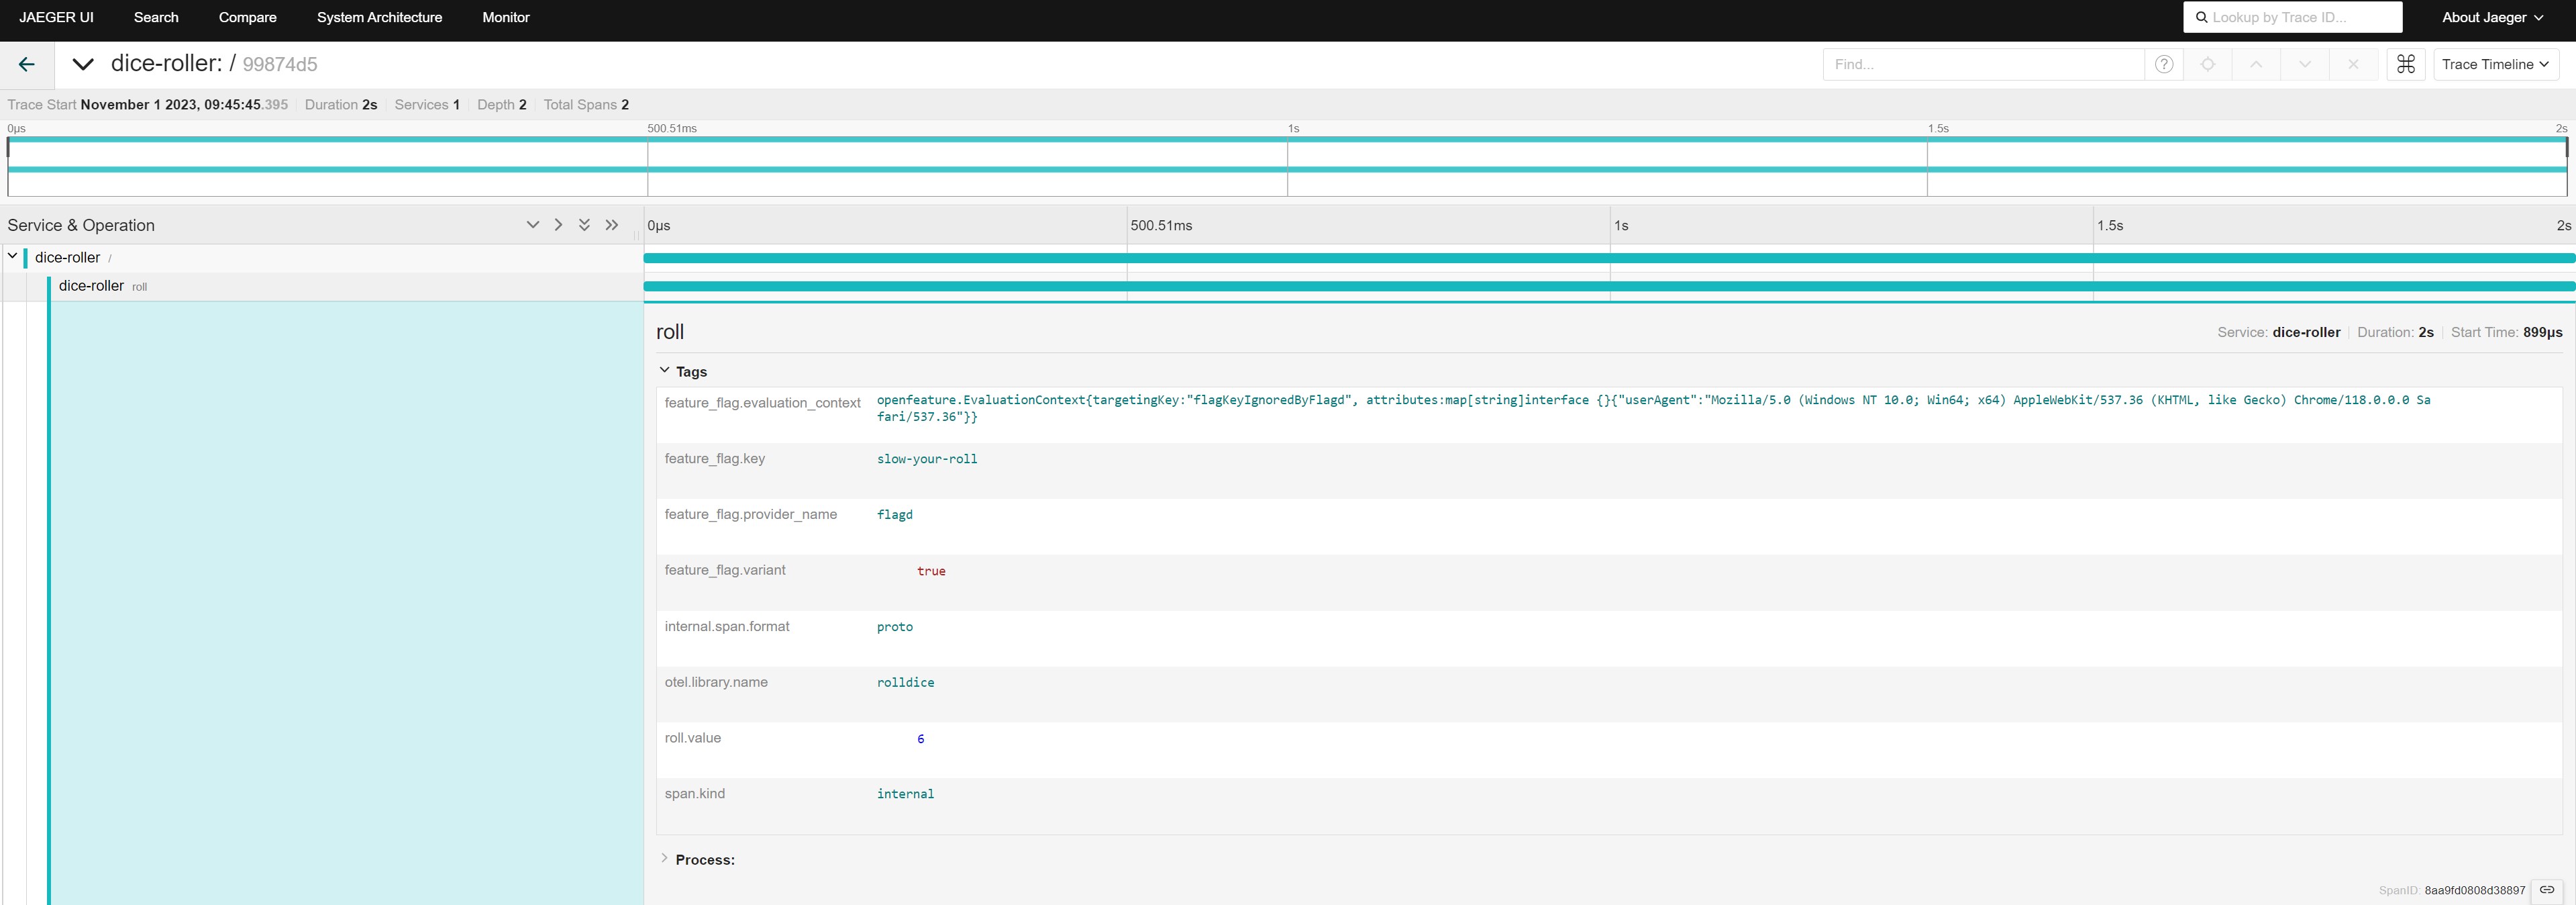 JAEGER UI Search Compare System Architecture Monitor Lookup by Trace ID... About Jaeger
dice-roller: / 99874d5 Find... ? Trace Timeline
Trace Start November 1 2023, 09:45:45.395 Duration 2s Services 1 Depth 2 Total Spans 2
0μs 500.51ms 1s 1.5s 2s
Service & Operation 0μs 500.51ms 1s 1.5s 2s
dice-roller /
dice-roller roll
roll Service: dice-roller Duration: 2s Start Time: 899μs
Tags
feature_flag.evaluation_context openfeature.EvaluationContext{targetingKey:"flagKeyIgnoredByFlagd", attributes:map[string]interface {}{"userAgent":"Mozilla/5.0 (Windows NT 10.0; Win64; x64) AppleWebKit/537.36 (KHTML, like Gecko) Chrome/118.0.0.0 Sa
fari/537.36"}}
feature_flag.key slow-your-roll
feature_flag.provider_name flagd
feature_flag.variant true
internal.span.format proto
otel.library.name rolldice
roll.value 6
span.kind internal
Process:
SpanID: 8aa9fd0808d38897